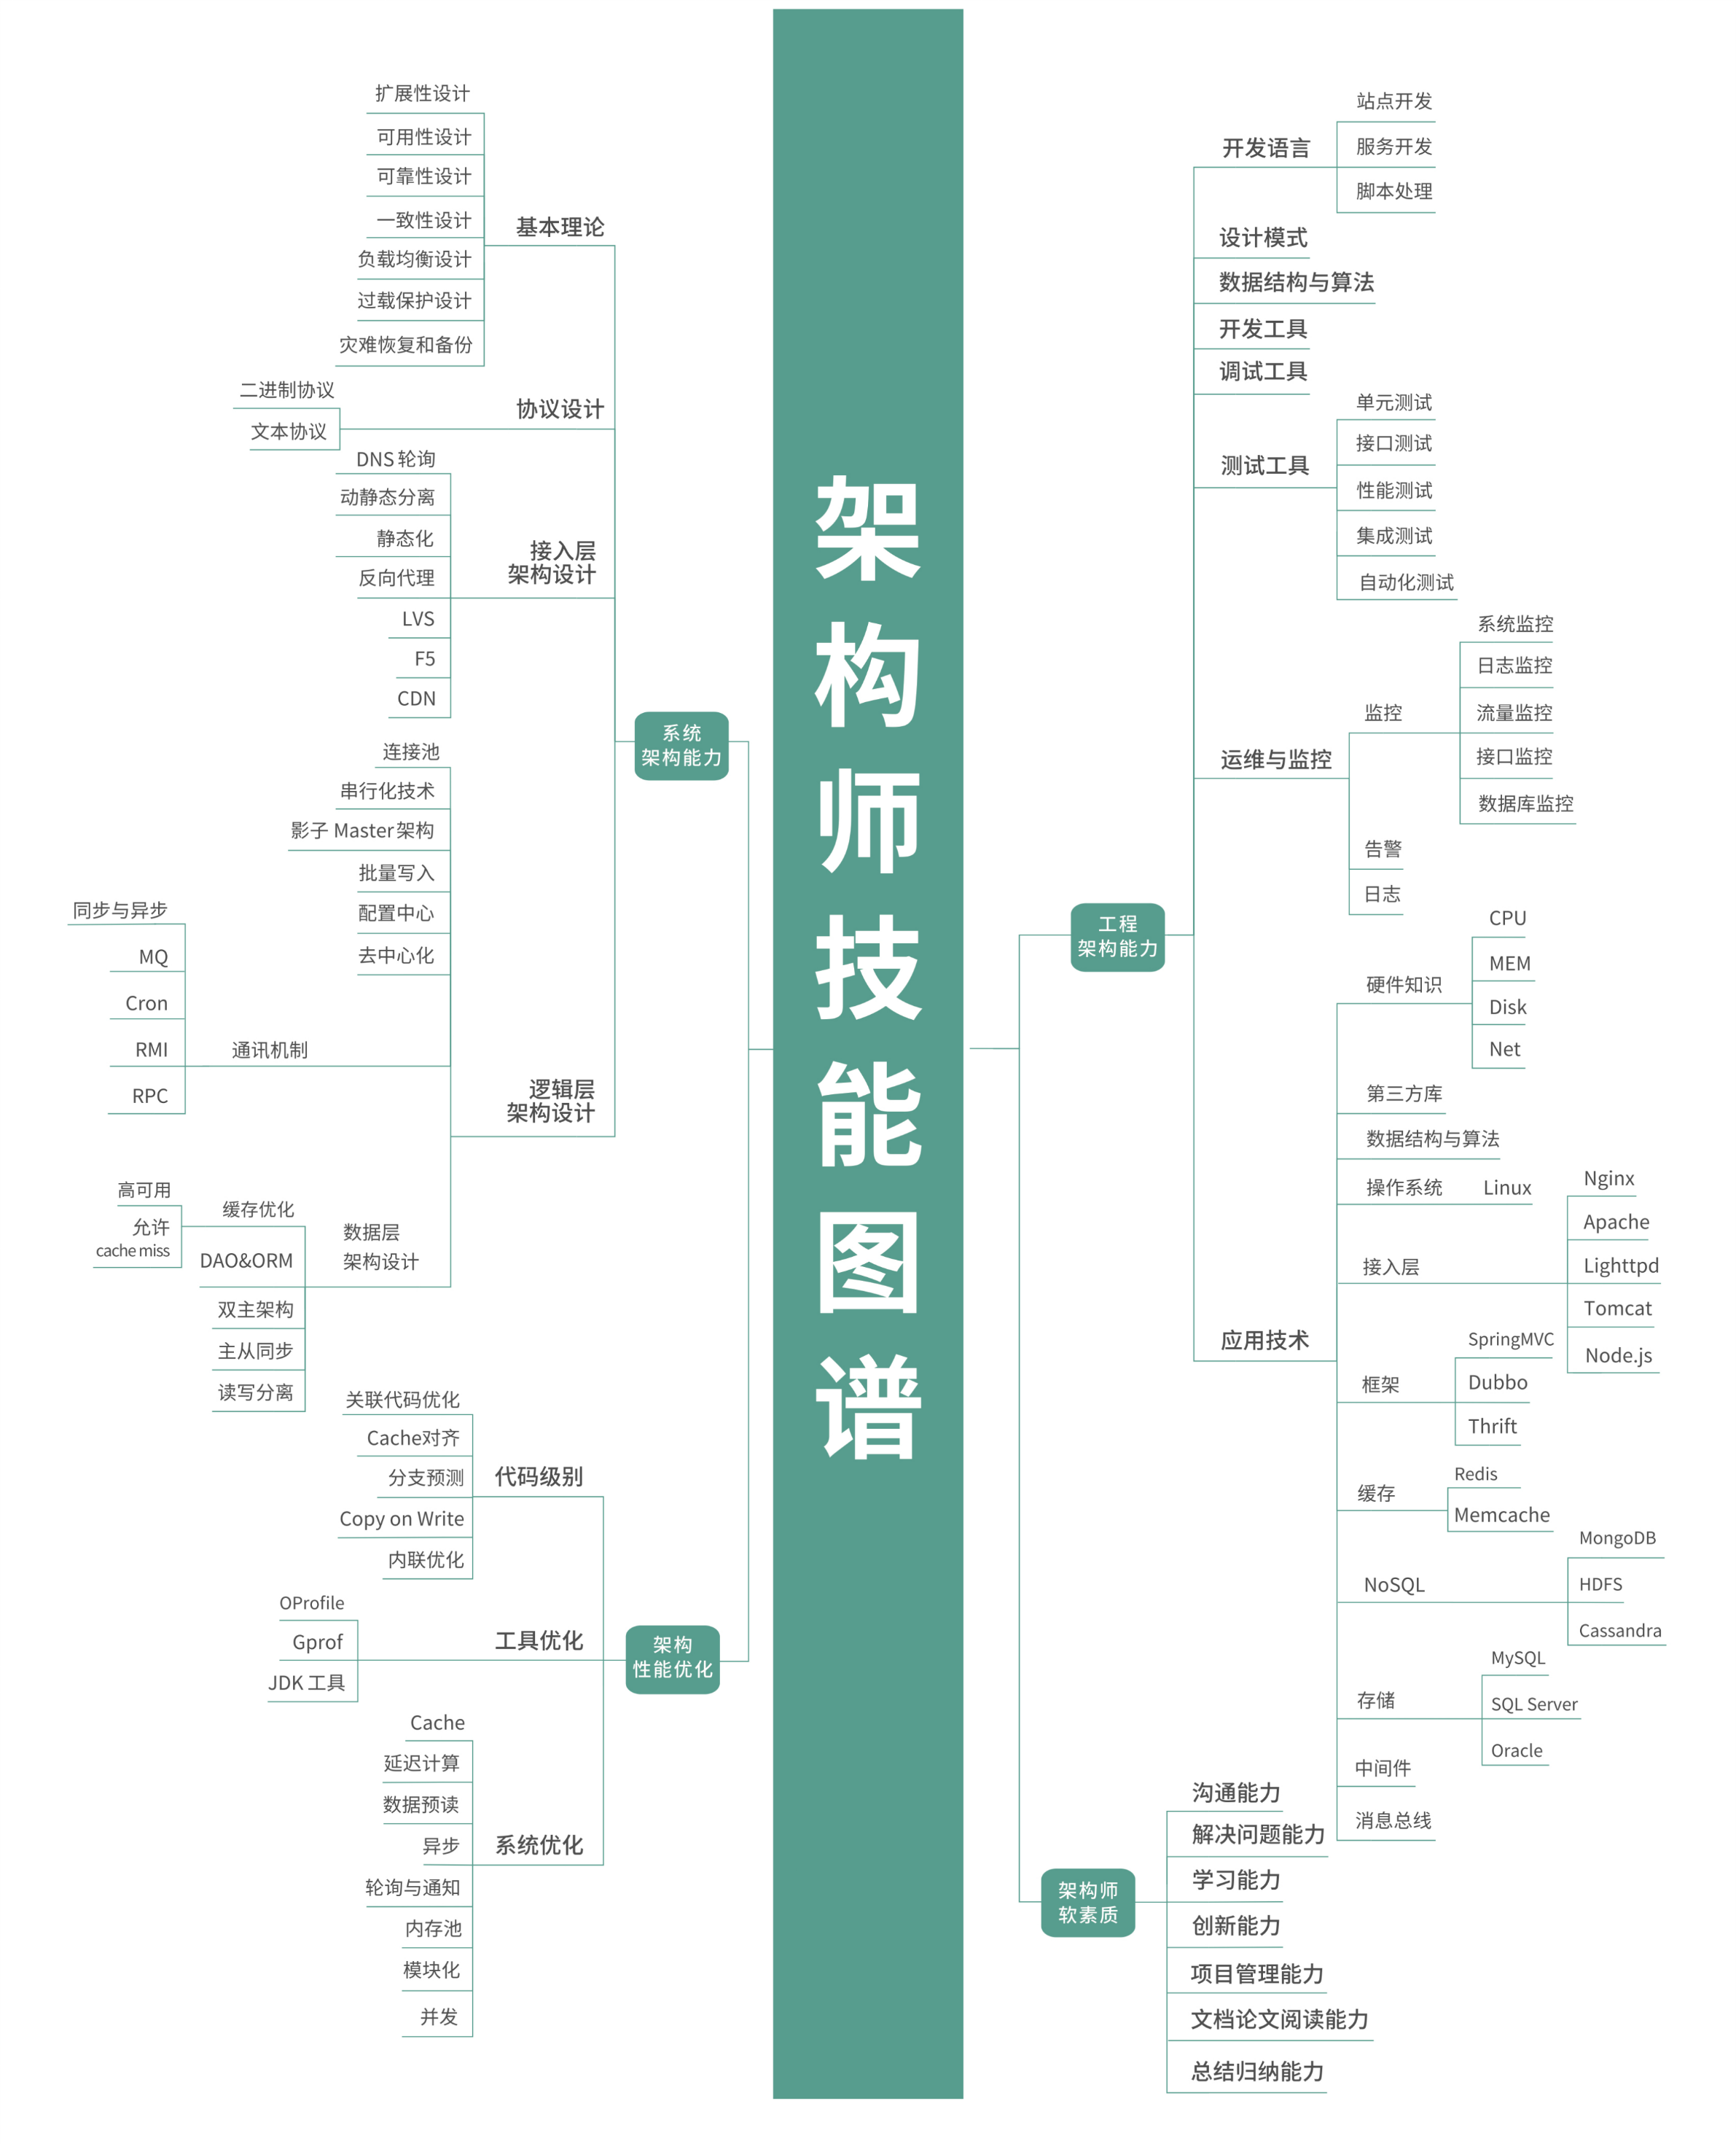 架构师技能图谱
系统
架构能力
基本理论
扩展性设计
可用性设计
可靠性设计
一致性设计
负载均衡设计
过载保护设计
灾难恢复和备份
协议设计
二进制协议
文本协议
接入层
架构设计
DNS 轮询
动静态分离
静态化
反向代理
LVS
F5
CDN
逻辑层
架构设计
连接池
串行化技术
影子 Master架构
批量写入
配置中心
去中心化
通讯机制
同步与异步
MQ
Cron
RMI
RPC
数据层
架构设计
缓存优化
高可用
允许
cache miss
DAO&ORM
双主架构
主从同步
读写分离
架构
性能优化
代码级别
关联代码优化
Cache对齐
分支预测
Copy on Write
内联优化
工具优化
OProfile
Gprof
JDK 工具
系统优化
Cache
延迟计算
数据预读
异步
轮询与通知
内存池
模块化
并发
工程
架构能力
开发语言
站点开发
服务开发
脚本处理
设计模式
数据结构与算法
开发工具
调试工具
测试工具
单元测试
接口测试
性能测试
集成测试
自动化测试
运维与监控
监控
系统监控
日志监控
流量监控
接口监控
数据库监控
告警
日志
应用技术
硬件知识
CPU
MEM
Disk
Net
第三方库
数据结构与算法
操作系统
Linux
接入层
Nginx
Apache
Lighttpd
Tomcat
Node.js
框架
SpringMVC
Dubbo
Thrift
缓存
Redis
Memcache
NoSQL
MongoDB
HDFS
Cassandra
存储
MySQL
SQL Server
Oracle
中间件
消息总线
架构师
软素质
沟通能力
解决问题能力
学习能力
创新能力
项目管理能力
文档论文阅读能力
总结归纳能力